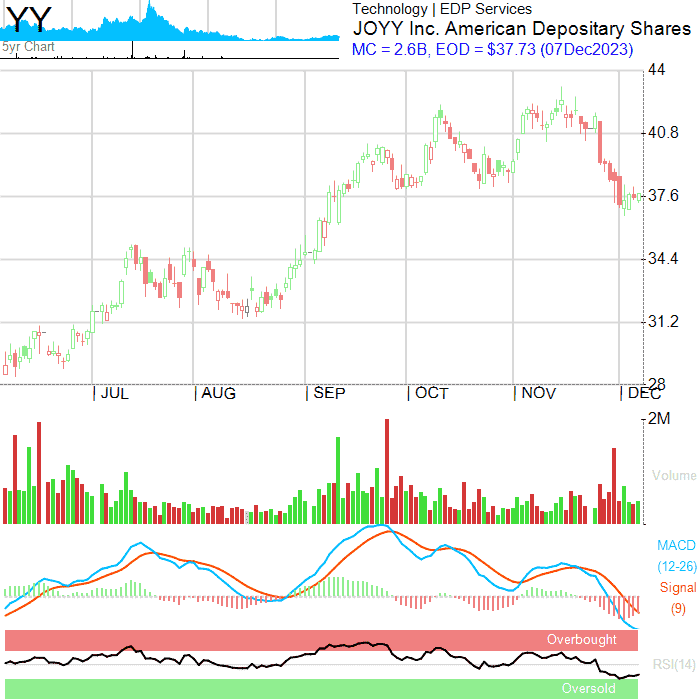 YY
5yr Chart
Technology | EDP Services
JOYY Inc. American Depositary Shares
MC = 2.6B, EOD = $37.73 (07Dec2023)
44
40.8
37.6
34.4
31.2
28
JUL
AUG
SEP
OCT
NOV
DEC
2M
Volume
MACD
(12-26)
Signal
(9)
Overbought
RSI(14)
Oversold